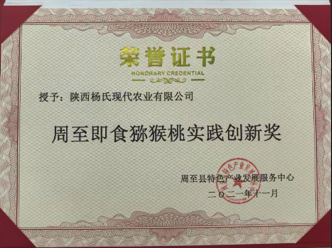 荣誉证书
HONORARY CREDENTIAL
授予：陕西杨氏现代农业有限公司
周至即食猕猴桃实践创新奖
周至县特色产业发展服务中心
二〇二一年十一月